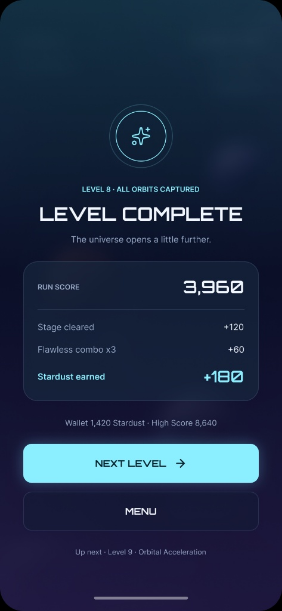 LEVEL 8 · ALL ORBITS CAPTURED
LEVEL COMPLETE
The universe opens a little further.
RUN SCORE 3,960
Stage cleared +120
Flawless combo x3 +60
Stardust earned +180
Wallet 1,420 Stardust · High Score 8,640
NEXT LEVEL →
MENU
Up next · Level 9 · Orbital Acceleration